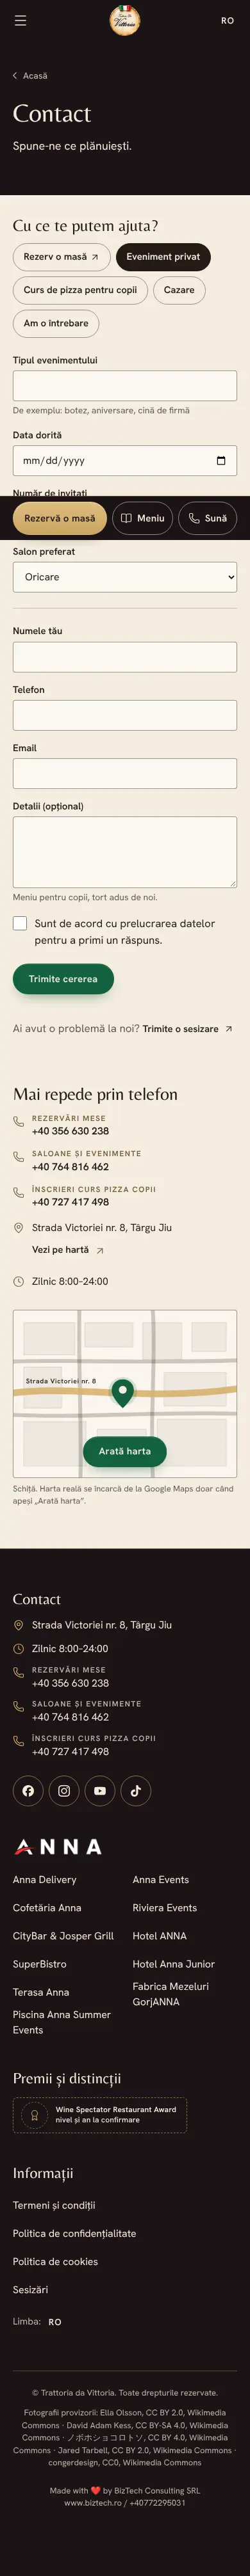 Vittoria
RO
Acasă
Contact
Spune-ne ce plănuiești.
Cu ce te putem ajuta?
Rezerv o masă
Eveniment privat
Curs de pizza pentru copii
Cazare
Am o întrebare
Tipul evenimentului
De exemplu: botez, aniversare, cină de firmă
Data dorită
mm/dd/yyyy
Număr de invitați
Rezervă o masă
Meniu
Sună
Salon preferat
Oricare
Numele tău
Telefon
Email
Detalii (opțional)
Meniu pentru copii, tort adus de noi.
Sunt de acord cu prelucrarea datelor
pentru a primi un răspuns.
Trimite cererea
Ai avut o problemă la noi? Trimite o sesizare
Mai repede prin telefon
REZERVĂRI MESE
+40 356 630 238
SALOANE ȘI EVENIMENTE
+40 764 816 462
ÎNSCRIERI CURS PIZZA COPII
+40 727 417 498
Strada Victoriei nr. 8, Târgu Jiu
Vezi pe hartă
Zilnic 8:00–24:00
Strada Victoriei nr. 8
Arată harta
Schiță. Harta reală se încarcă de la Google Maps doar când
apeși „Arată harta”.
Contact
Strada Victoriei nr. 8, Târgu Jiu
Zilnic 8:00–24:00
REZERVĂRI MESE
+40 356 630 238
SALOANE ȘI EVENIMENTE
+40 764 816 462
ÎNSCRIERI CURS PIZZA COPII
+40 727 417 498
ANNA
Anna Delivery
Anna Events
Cofetăria Anna
Riviera Events
CityBar & Josper Grill
Hotel ANNA
SuperBistro
Hotel Anna Junior
Terasa Anna
Fabrica Mezeluri
GorjANNA
Piscina Anna Summer
Events
Premii și distincții
Wine Spectator Restaurant Award
nivel și an la confirmare
Informații
Termeni și condiții
Politica de confidențialitate
Politica de cookies
Sesizări
Limba: RO
© Trattoria da Vittoria. Toate drepturile rezervate.
Fotografii provizorii: Ella Olsson, CC BY 2.0, Wikimedia
Commons · David Adam Kess, CC BY-SA 4.0, Wikimedia
Commons · ノボホショコロトソ, CC BY 4.0, Wikimedia
Commons · Jared Tarbell, CC BY 2.0, Wikimedia Commons ·
congerdesign, CC0, Wikimedia Commons
Made with ❤️ by BizTech Consulting SRL
www.biztech.ro / +40772295031